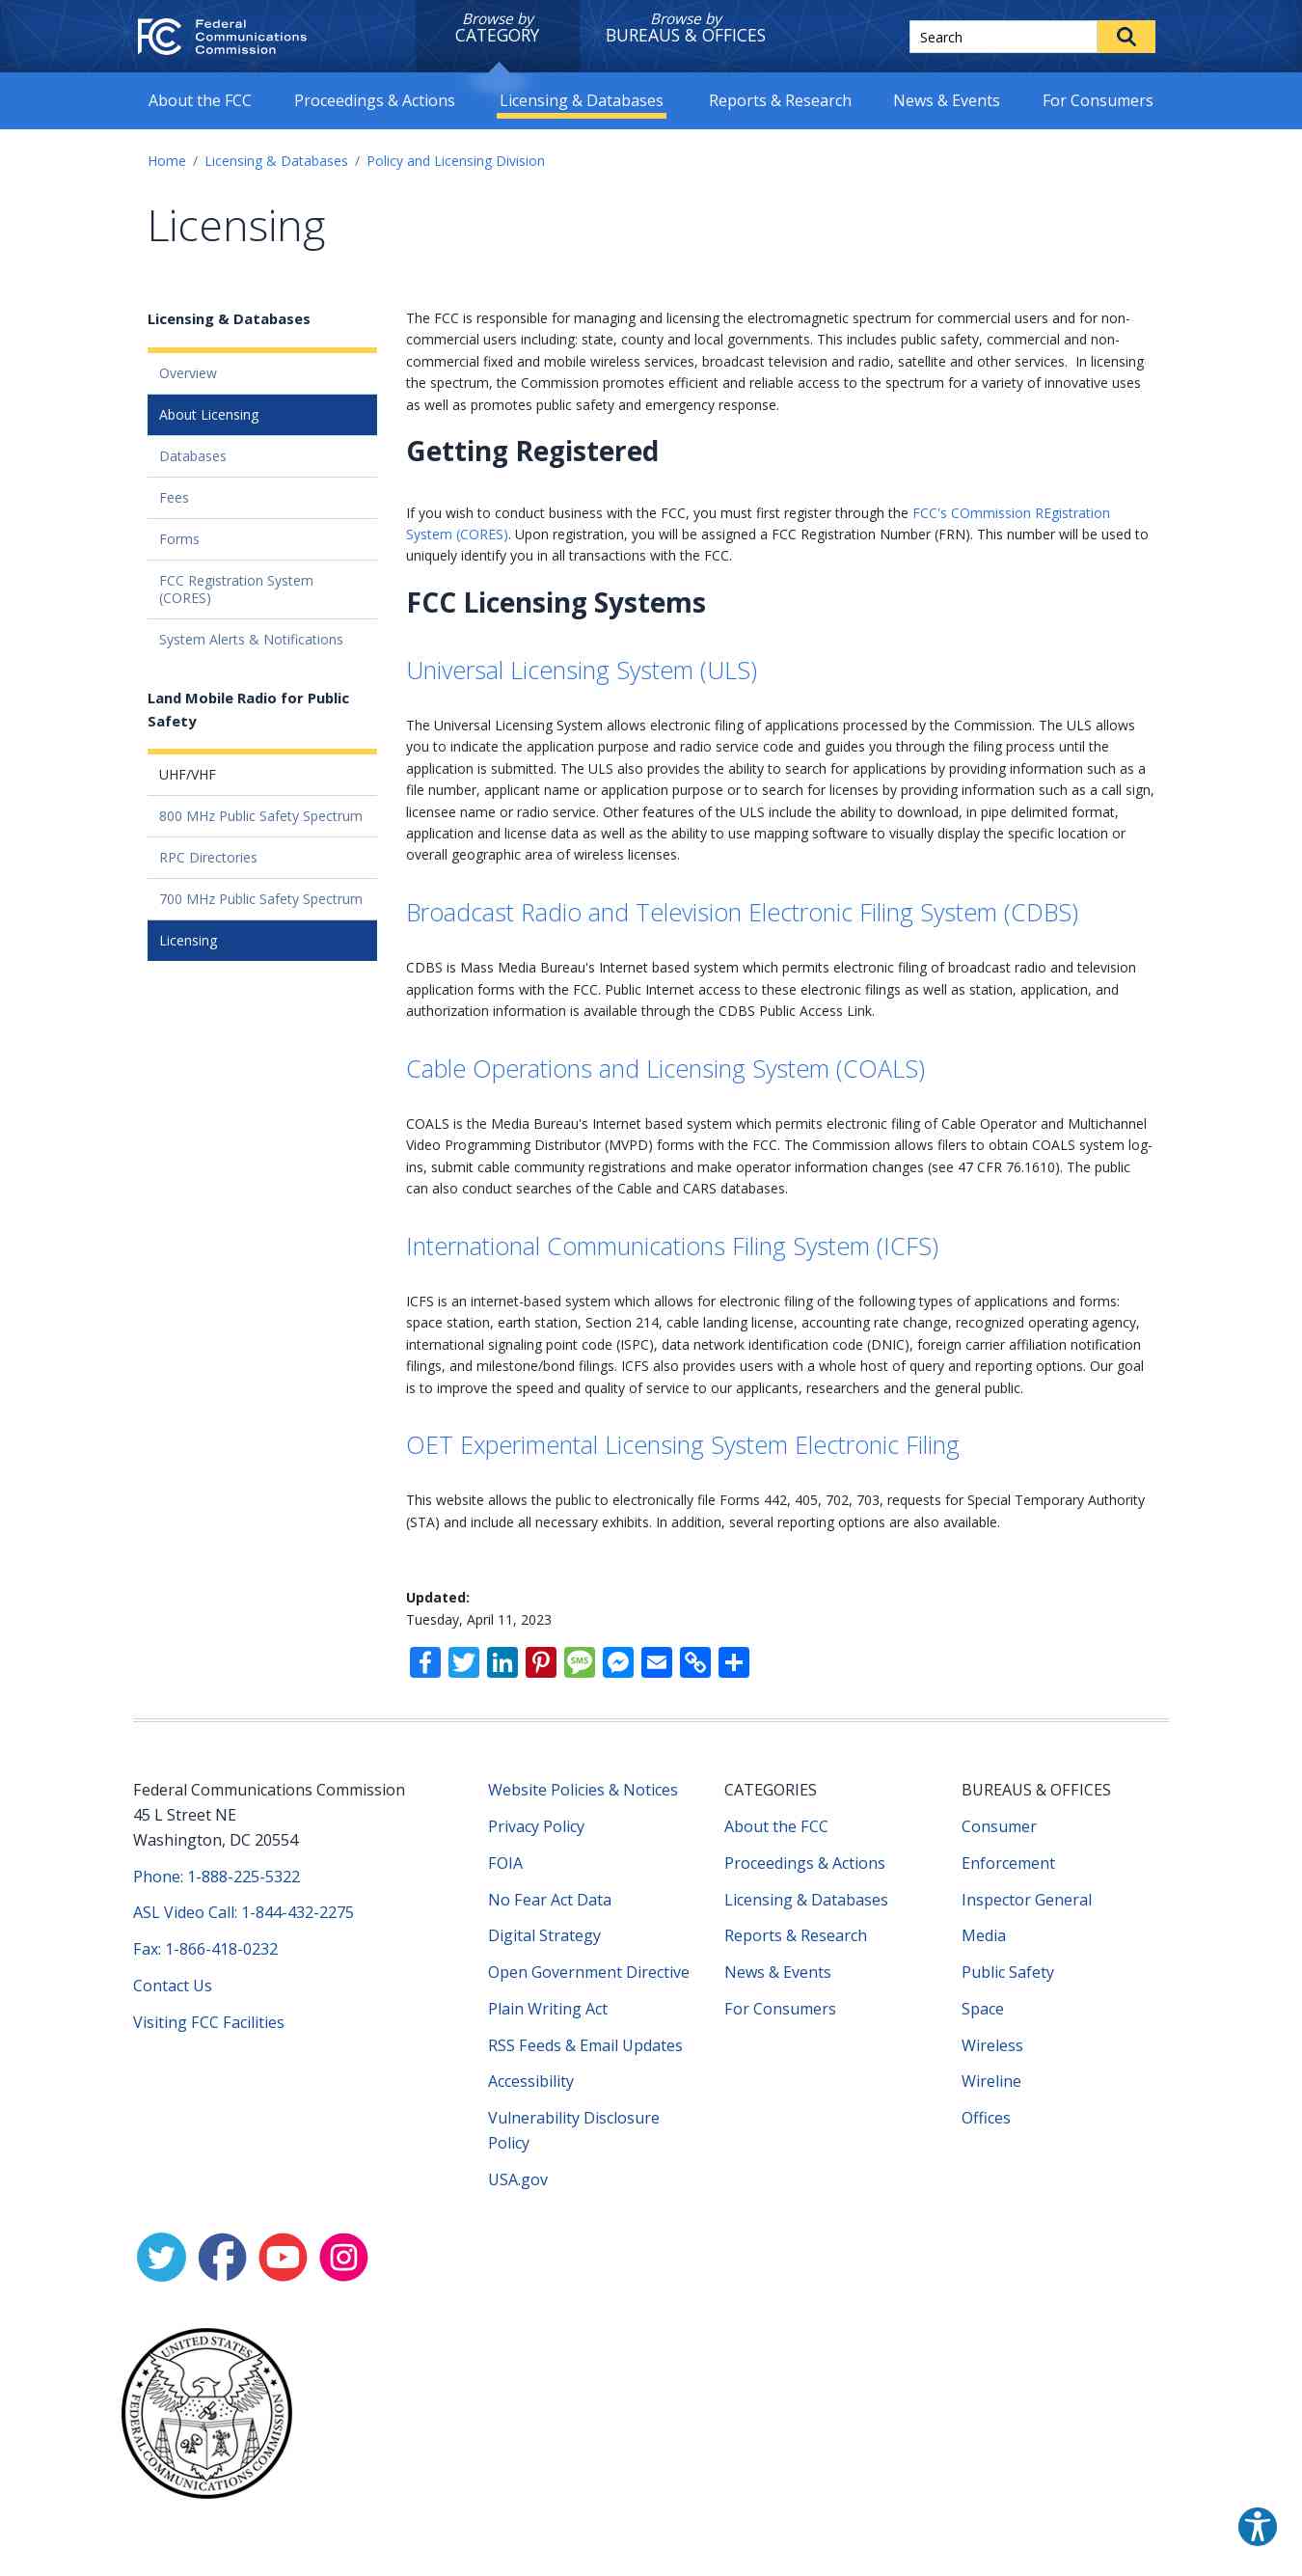 Federal
Communications
Commission
Browse by
CATEGORY
Browse by
BUREAUS & OFFICES
Search
About the FCC
Proceedings & Actions
Licensing & Databases
Reports & Research
News & Events
For Consumers
Home / Licensing & Databases / Policy and Licensing Division
Licensing
Licensing & Databases
Overview
About Licensing
Databases
Fees
Forms
FCC Registration System
(CORES)
System Alerts & Notifications
Land Mobile Radio for Public
Safety
UHF/VHF
800 MHz Public Safety Spectrum
RPC Directories
700 MHz Public Safety Spectrum
Licensing
The FCC is responsible for managing and licensing the electromagnetic spectrum for commercial users and for non-
commercial users including: state, county and local governments. This includes public safety, commercial and non-
commercial fixed and mobile wireless services, broadcast television and radio, satellite and other services.  In licensing
the spectrum, the Commission promotes efficient and reliable access to the spectrum for a variety of innovative uses
as well as promotes public safety and emergency response.
Getting Registered
If you wish to conduct business with the FCC, you must first register through the FCC's COmmission REgistration
System (CORES). Upon registration, you will be assigned a FCC Registration Number (FRN). This number will be used to
uniquely identify you in all transactions with the FCC.
FCC Licensing Systems
Universal Licensing System (ULS)
The Universal Licensing System allows electronic filing of applications processed by the Commission. The ULS allows
you to indicate the application purpose and radio service code and guides you through the filing process until the
application is submitted. The ULS also provides the ability to search for applications by providing information such as a
file number, applicant name or application purpose or to search for licenses by providing information such as a call sign,
licensee name or radio service. Other features of the ULS include the ability to download, in pipe delimited format,
application and license data as well as the ability to use mapping software to visually display the specific location or
overall geographic area of wireless licenses.
Broadcast Radio and Television Electronic Filing System (CDBS)
CDBS is Mass Media Bureau's Internet based system which permits electronic filing of broadcast radio and television
application forms with the FCC. Public Internet access to these electronic filings as well as station, application, and
authorization information is available through the CDBS Public Access Link.
Cable Operations and Licensing System (COALS)
COALS is the Media Bureau's Internet based system which permits electronic filing of Cable Operator and Multichannel
Video Programming Distributor (MVPD) forms with the FCC. The Commission allows filers to obtain COALS system log-
ins, submit cable community registrations and make operator information changes (see 47 CFR 76.1610). The public
can also conduct searches of the Cable and CARS databases.
International Communications Filing System (ICFS)
ICFS is an internet-based system which allows for electronic filing of the following types of applications and forms:
space station, earth station, Section 214, cable landing license, accounting rate change, recognized operating agency,
international signaling point code (ISPC), data network identification code (DNIC), foreign carrier affiliation notification
filings, and milestone/bond filings. ICFS also provides users with a whole host of query and reporting options. Our goal
is to improve the speed and quality of service to our applicants, researchers and the general public.
OET Experimental Licensing System Electronic Filing
This website allows the public to electronically file Forms 442, 405, 702, 703, requests for Special Temporary Authority
(STA) and include all necessary exhibits. In addition, several reporting options are also available.
Updated:
Tuesday, April 11, 2023
SMS
Federal Communications Commission
45 L Street NE
Washington, DC 20554
Phone: 1-888-225-5322
ASL Video Call: 1-844-432-2275
Fax: 1-866-418-0232
Contact Us
Visiting FCC Facilities
Website Policies & Notices
Privacy Policy
FOIA
No Fear Act Data
Digital Strategy
Open Government Directive
Plain Writing Act
RSS Feeds & Email Updates
Accessibility
Vulnerability Disclosure
Policy
USA.gov
CATEGORIES
About the FCC
Proceedings & Actions
Licensing & Databases
Reports & Research
News & Events
For Consumers
BUREAUS & OFFICES
Consumer
Enforcement
Inspector General
Media
Public Safety
Space
Wireless
Wireline
Offices
UNITED STATES
FEDERAL COMMUNICATIONS COMMISSION